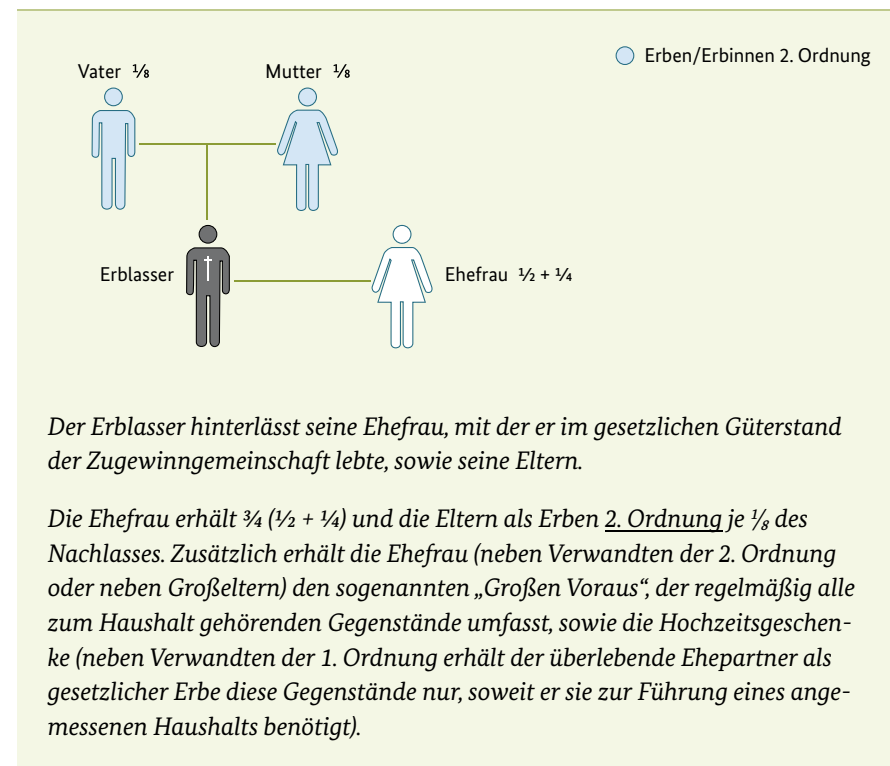 Erben/Erbinnen 2. Ordnung
Vater ⅛
Mutter ⅛
Erblasser
Ehefrau ½ + ¼
Der Erblasser hinterlässt seine Ehefrau, mit der er im gesetzlichen Güterstand
der Zugewinngemeinschaft lebte, sowie seine Eltern.
Die Ehefrau erhält ¾ (½ + ¼) und die Eltern als Erben 2. Ordnung je ⅛ des
Nachlasses. Zusätzlich erhält die Ehefrau (neben Verwandten der 2. Ordnung
oder neben Großeltern) den sogenannten „Großen Voraus“, der regelmäßig alle
zum Haushalt gehörenden Gegenstände umfasst, sowie die Hochzeitsgeschen-
ke (neben Verwandten der 1. Ordnung erhält der überlebende Ehepartner als
gesetzlicher Erbe diese Gegenstände nur, soweit er sie zur Führung eines ange-
messenen Haushalts benötigt).